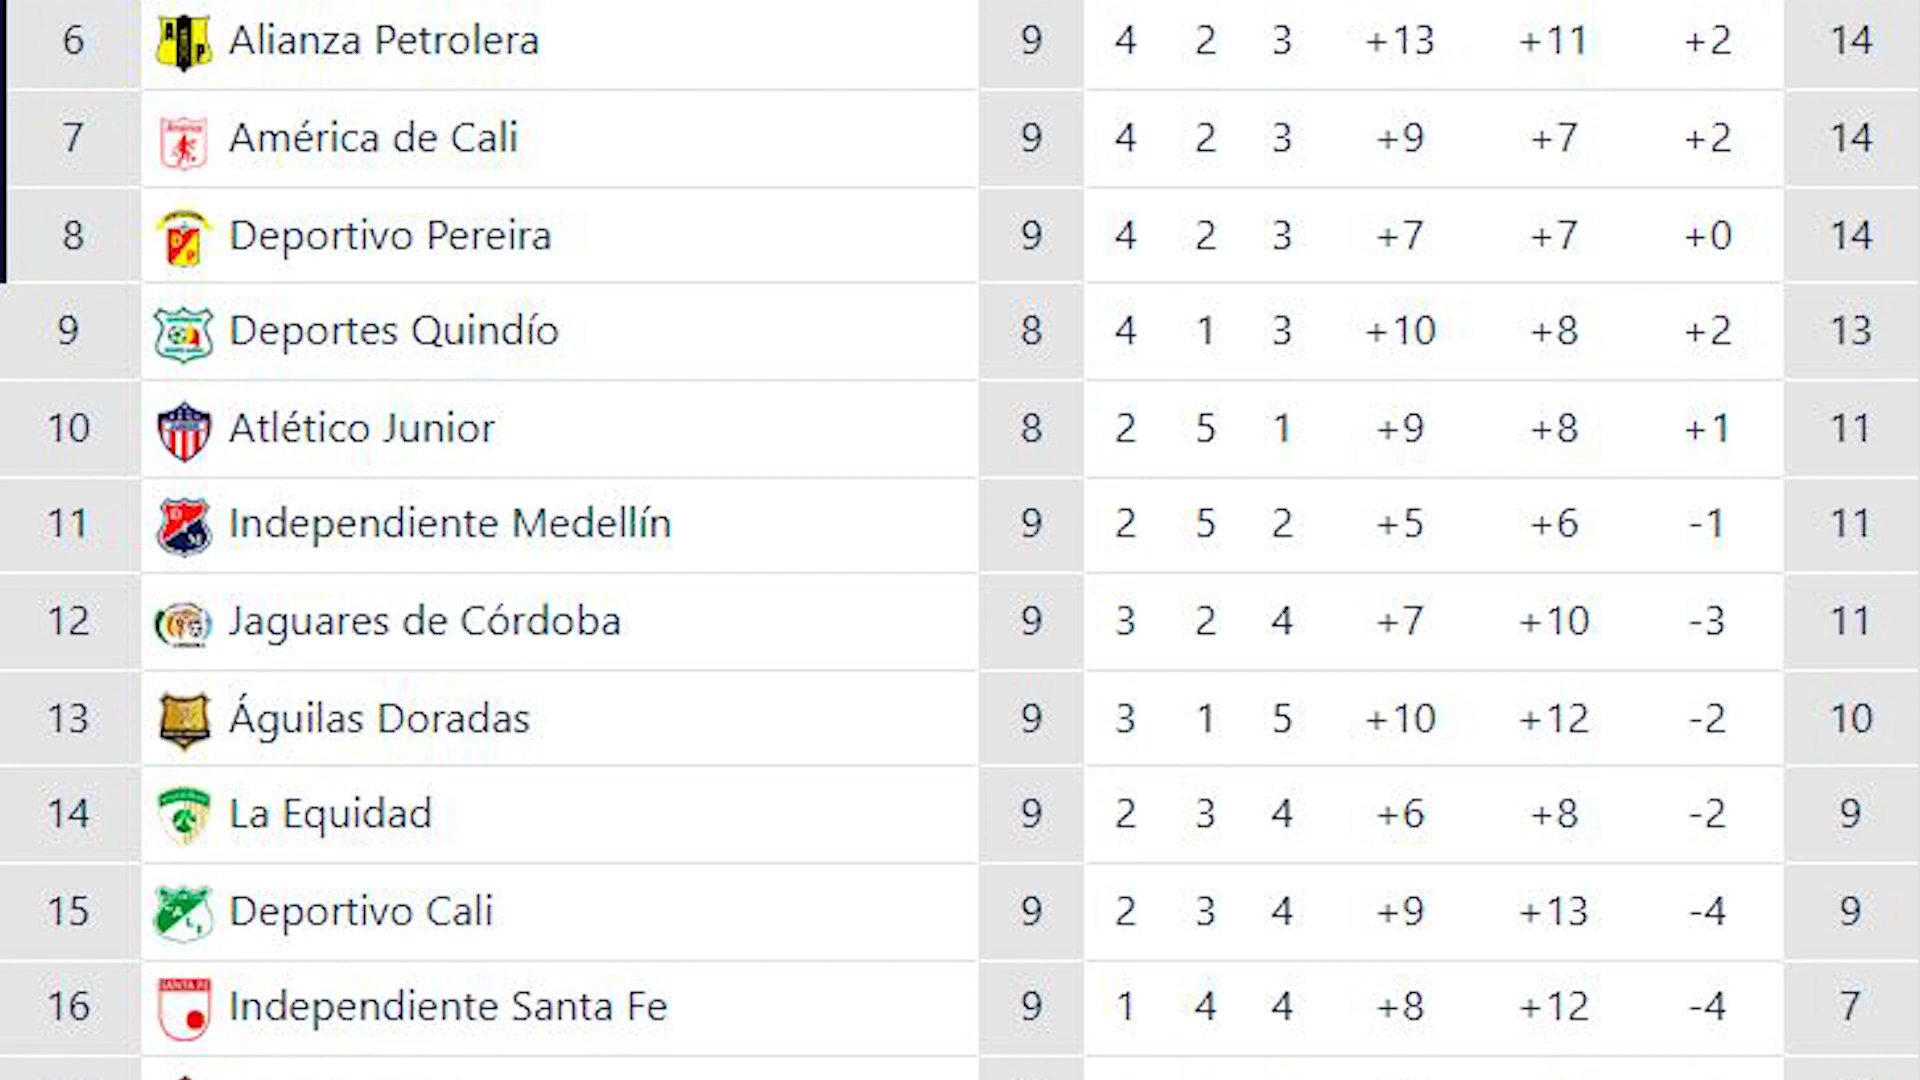 6 Alianza Petrolera 9 4 2 3 +13 +11 +2 14
7 América de Cali 9 4 2 3 +9 +7 +2 14
8 Deportivo Pereira 9 4 2 3 +7 +7 +0 14
9 Deportes Quindío 8 4 1 3 +10 +8 +2 13
10 Atlético Junior 8 2 5 1 +9 +8 +1 11
11 Independiente Medellín 9 2 5 2 +5 +6 -1 11
12 Jaguares de Córdoba 9 3 2 4 +7 +10 -3 11
13 Águilas Doradas 9 3 1 5 +10 +12 -2 10
14 La Equidad 9 2 3 4 +6 +8 -2 9
15 Deportivo Cali 9 2 3 4 +9 +13 -4 9
16 SANTA FE Independiente Santa Fe 9 1 4 4 +8 +12 -4 7